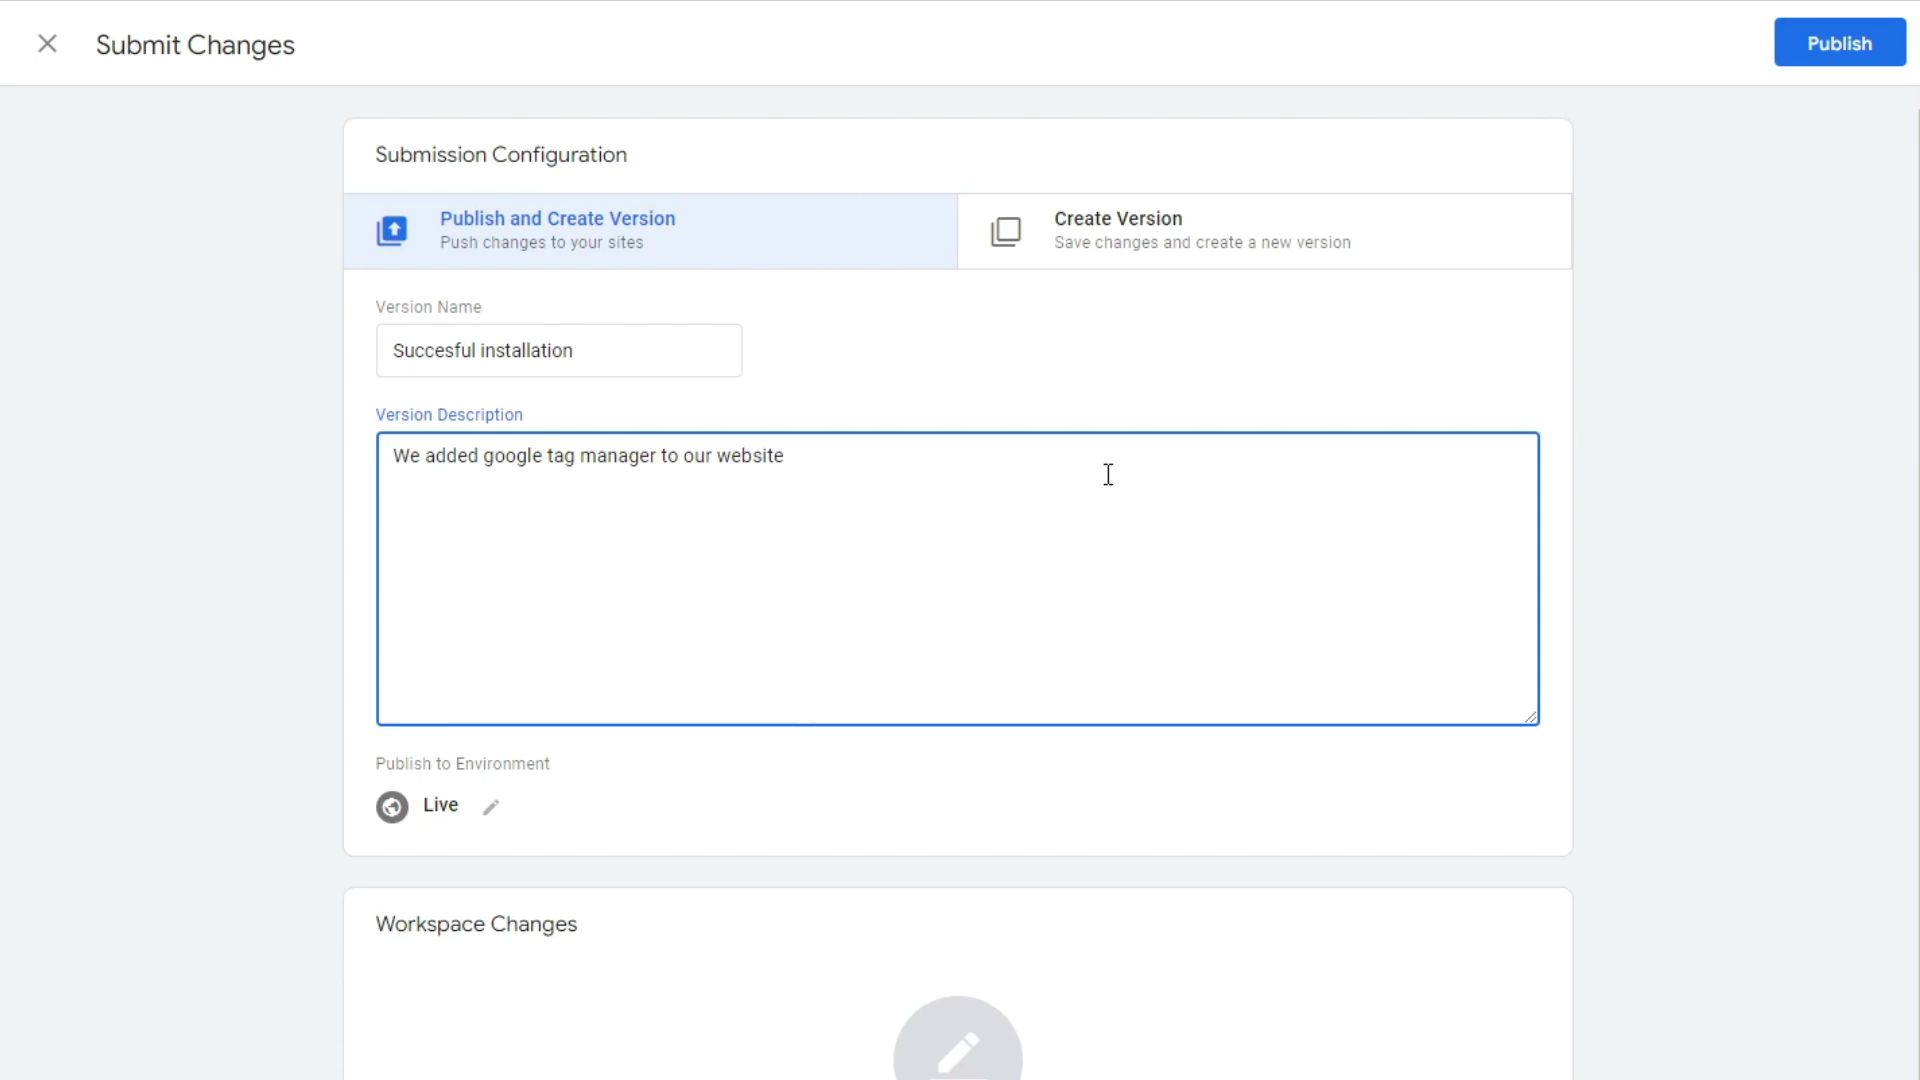 Submit Changes
Publish
Submission Configuration
Publish and Create Version
Push changes to your sites
Create Version
Save changes and create a new version
Version Name
Succesful installation
Version Description
We added google tag manager to our website
Publish to Environment
Live
Workspace Changes